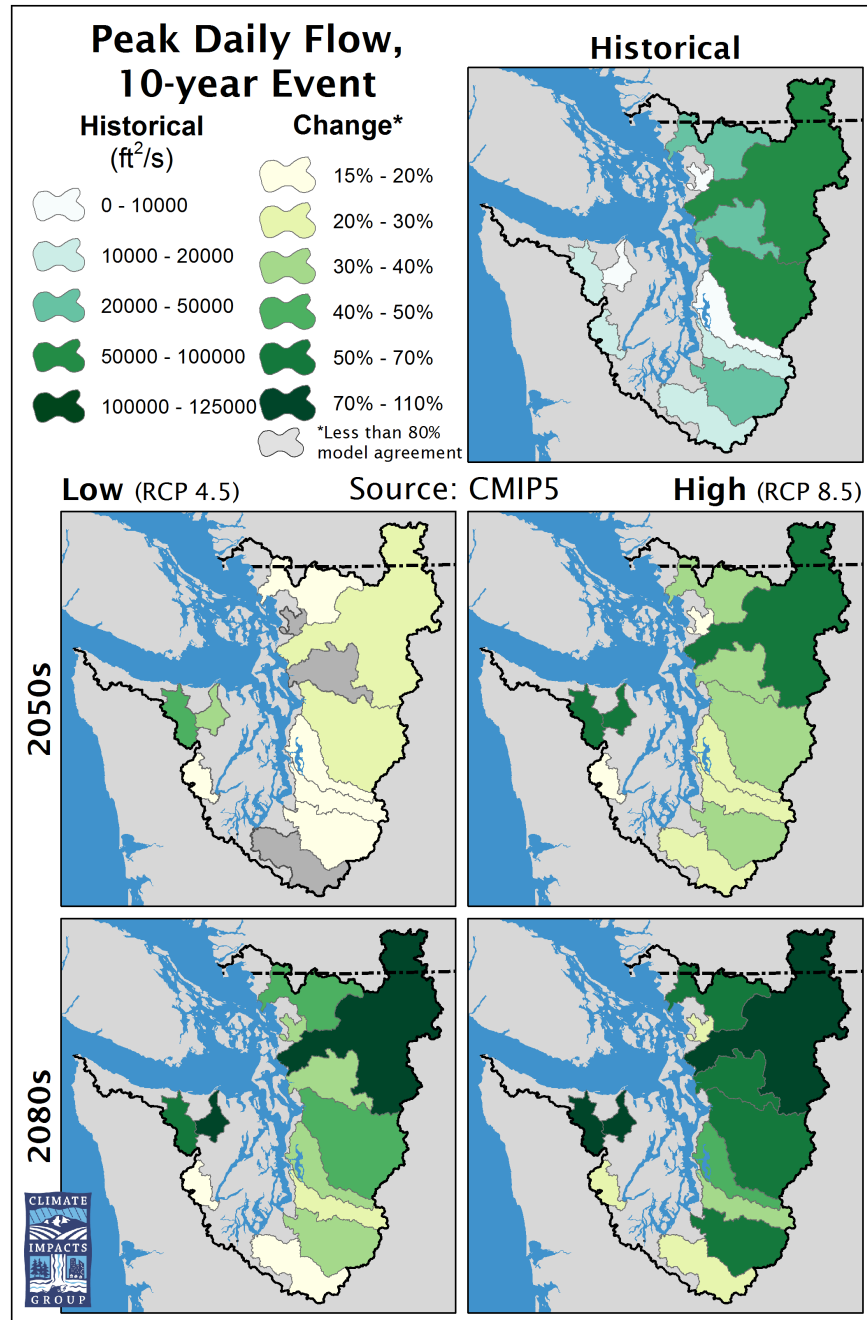 Peak Daily Flow,
10-year Event
Historical
(ft²/s)
0 - 10000
10000 - 20000
20000 - 50000
50000 - 100000
100000 - 125000
Change*
15% - 20%
20% - 30%
30% - 40%
40% - 50%
50% - 70%
70% - 110%
*Less than 80%
model agreement
Historical
Low (RCP 4.5)
Source: CMIP5
High (RCP 8.5)
2050s
2080s
CLIMATE
IMPACTS
GROUP